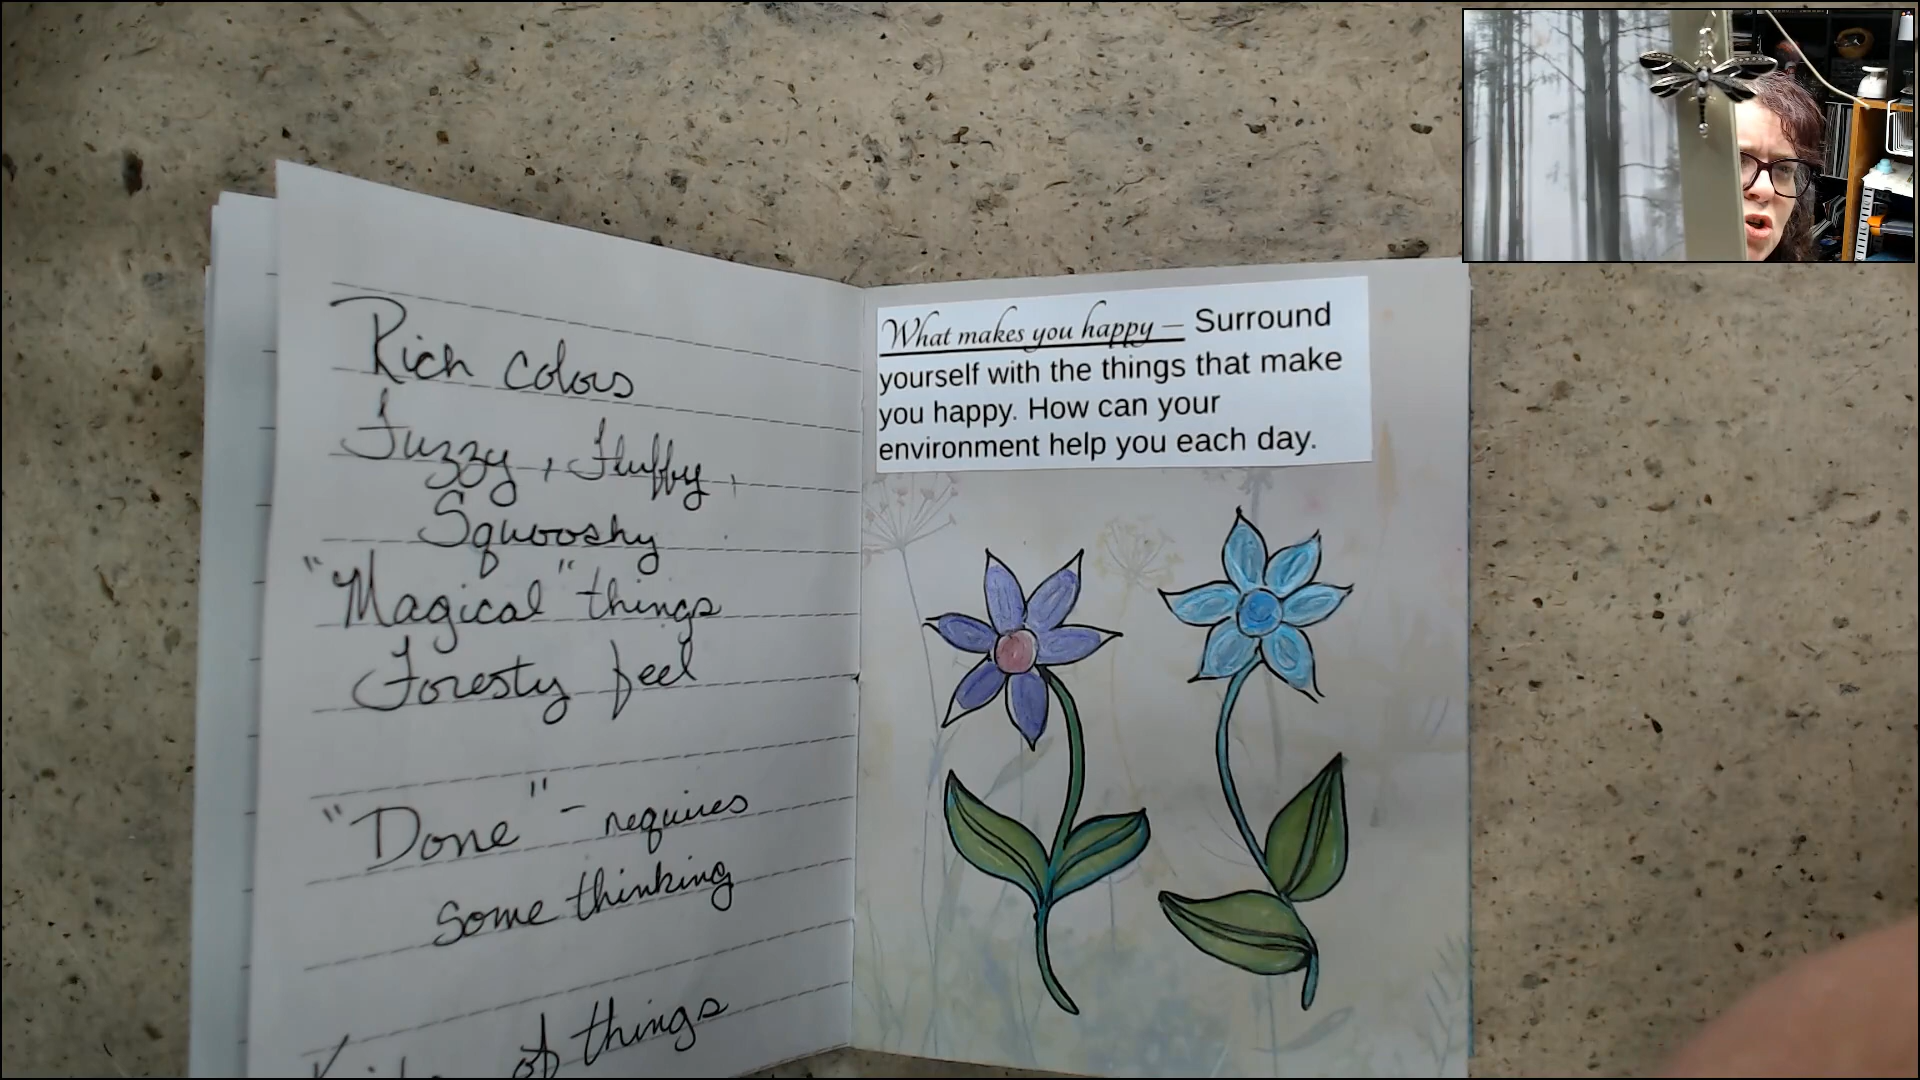 Rich colors
Fuzzy, Fluffy,
Squooshy
"Magical" things
Foresty feel
"Done" - requires
some thinking
of things
What makes you happy — Surround
yourself with the things that make
you happy. How can your
environment help you each day.